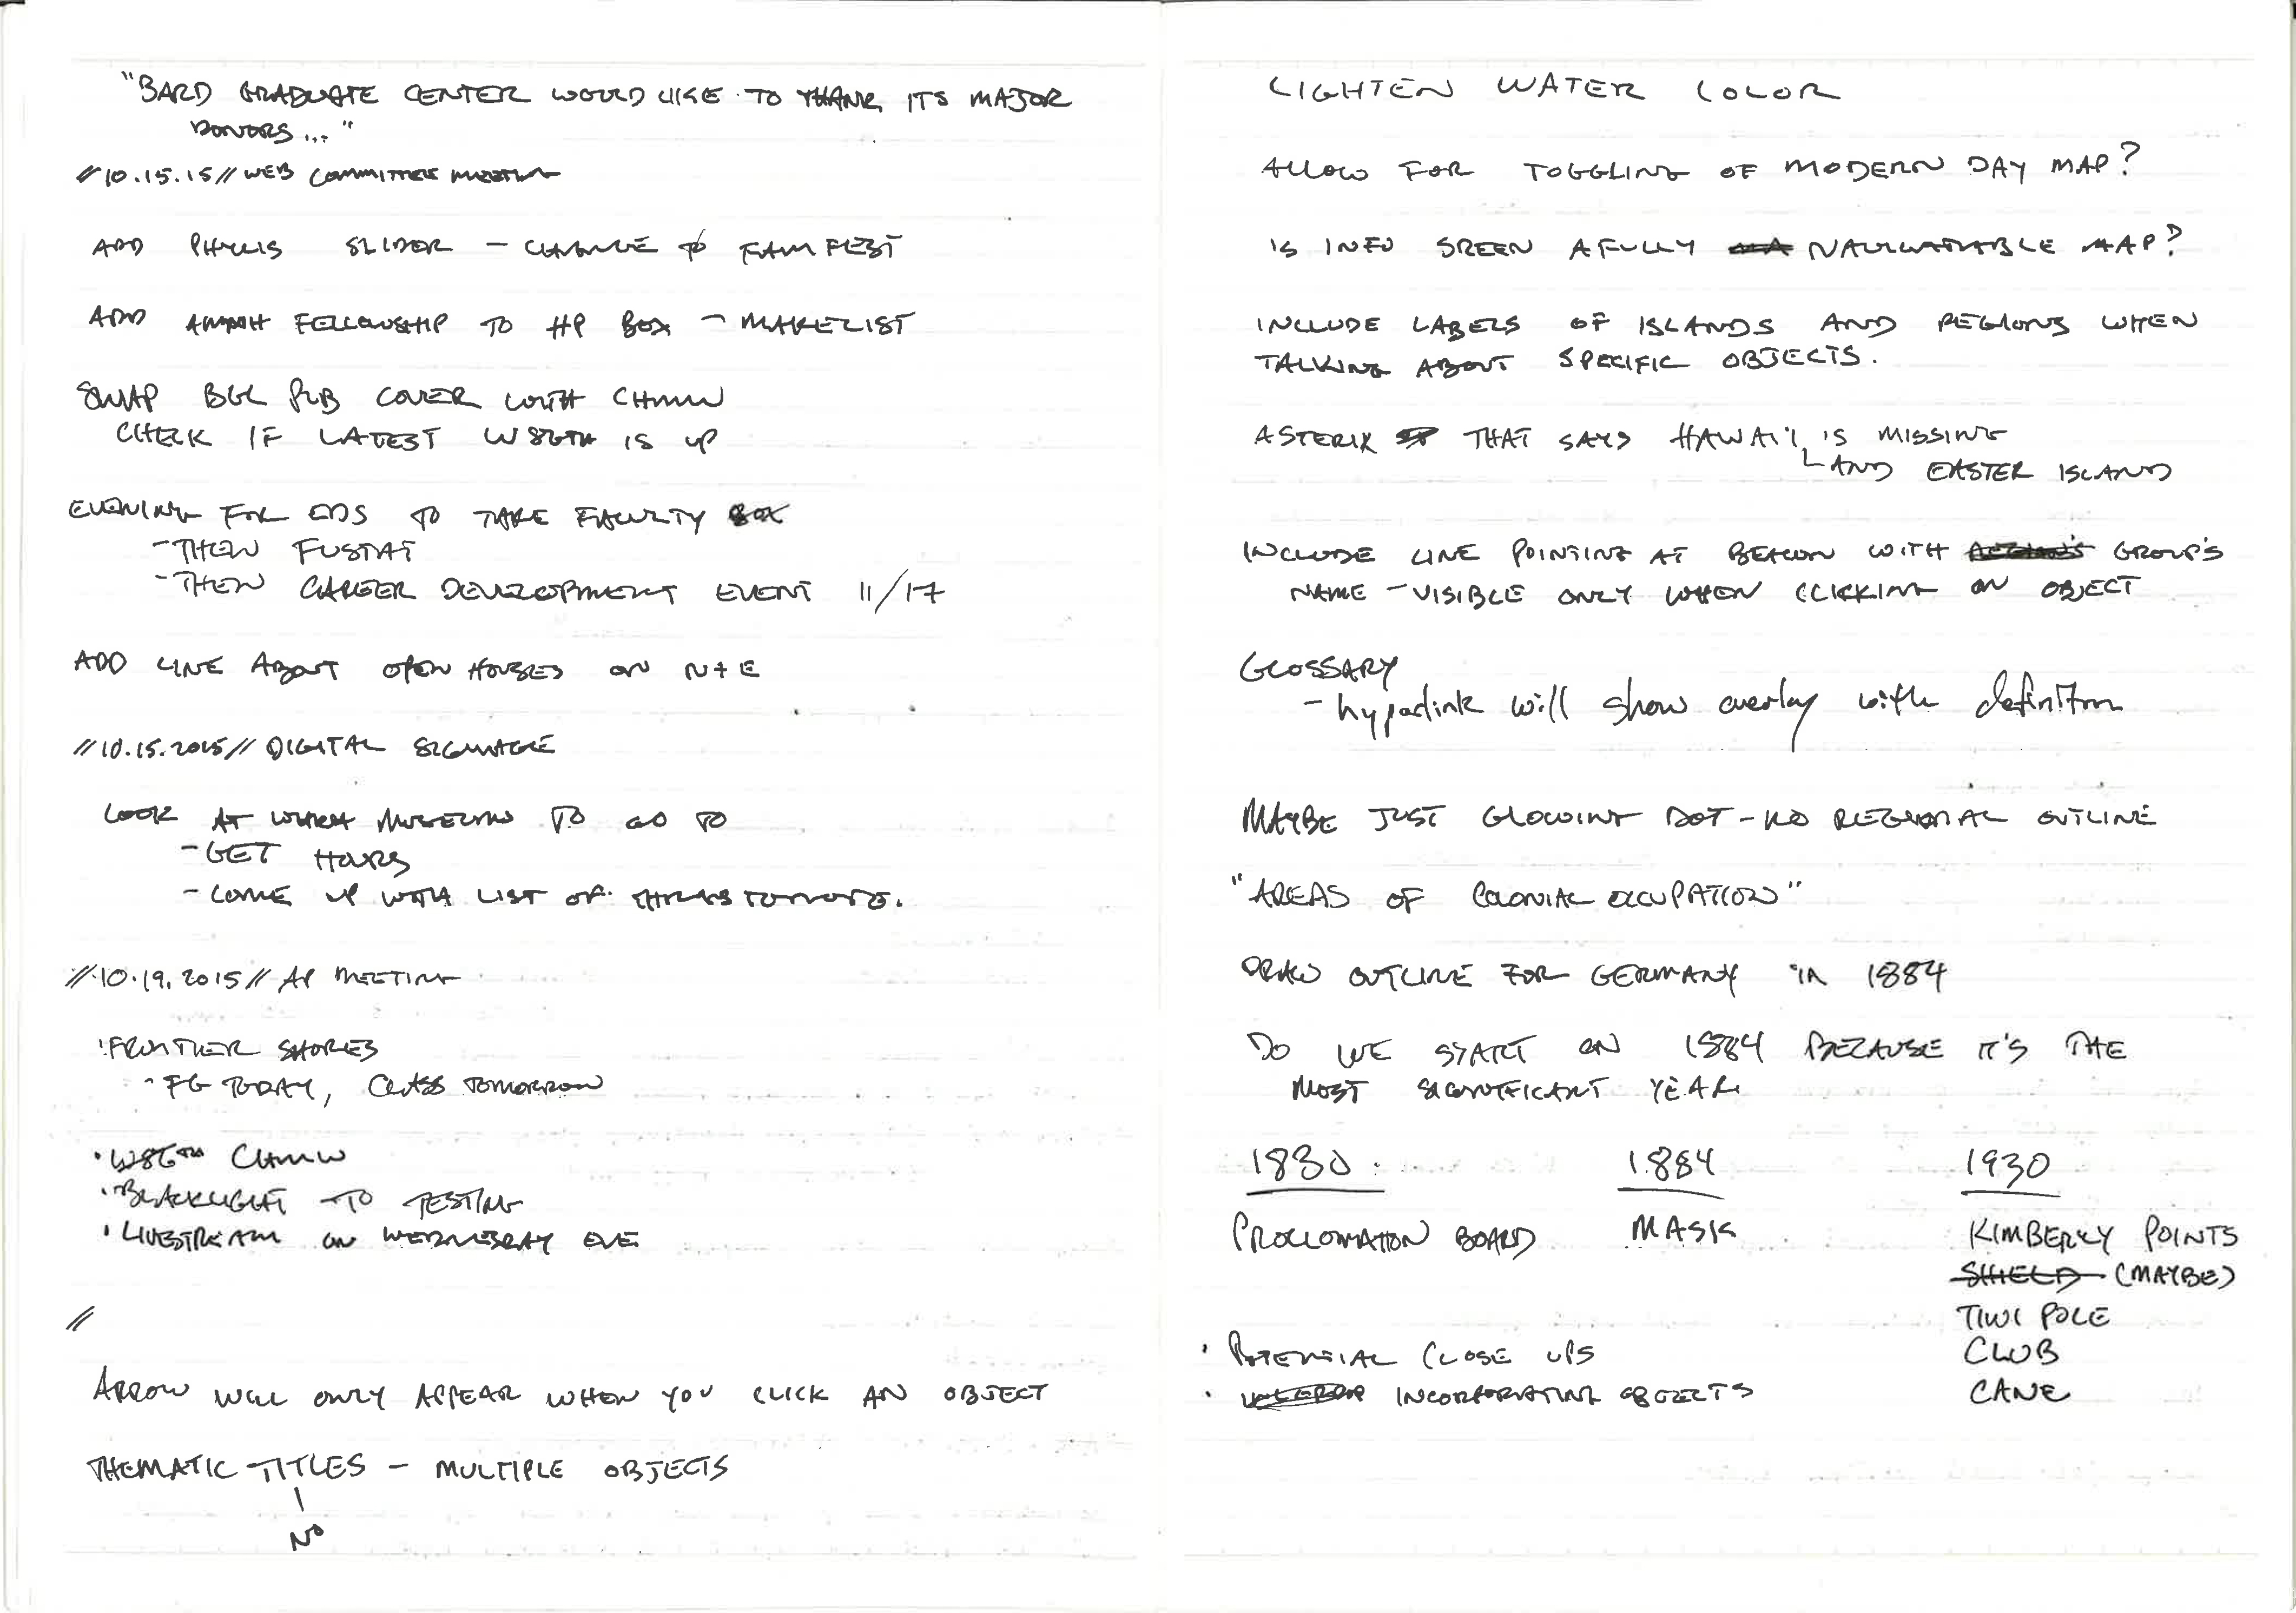 "BARD GRADUATE CENTER WOULD LIKE TO THANK ITS MAJOR
DONORS..."
//10.15.15// WEB COMMITTEE MEETING
ADD PHYLLIS SLIDER – CHANGE TO FAM FEST
ADD FELLOWSHIP TO HP BOX – MAKE LIST
SWAP BGC PUB COVER WITH CHMW
CHECK IF LATEST W86TH IS UP
EVENING FOR EDS TO TAKE FACULTY BOX
– THEN FUSTAT
– THEN CAREER DEVELOPMENT EVENT 11/17
ADD LINE ABOUT OPEN HOUSES ON N+E
//10.15.2015// DIGITAL SIGNAGE
LOOK AT WHICH MUSEUMS TO GO TO
– GET HOURS
– COME UP WITH LIST OF THINGS TO NOTE.
//10.19.2015// AP MEETING
·FRONTIER SHORES
- FG TODAY, CLASS TOMORROW
·W86TH CHMW
·BLACKLIGHT – TO TESTING
·LIVESTREAM ON WEDNESDAY EVE
//
ARROW WILL ONLY APPEAR WHEN YOU CLICK AN OBJECT
THEMATIC TITLES – MULTIPLE OBJECTS
NO
LIGHTEN WATER COLOR
ALLOW FOR TOGGLING OF MODERN DAY MAP?
IS INFO SREEN A FULLY NAVIGATABLE MAP?
INCLUDE LABELS OF ISLANDS AND REGIONS WHEN
TALKING ABOUT SPECIFIC OBJECTS.
ASTERIK THAT SAYS HAWAI'I IS MISSING
AND EASTER ISLAND
INCLUDE LINE POINTING AT BEACON WITH GROUP'S
NAME – VISIBLE ONLY WHEN CLICKING ON OBJECT
GLOSSARY
– hyperlink will show overlay with definition
MAYBE JUST GLOWING DOT – NO REGIONAL OUTLINE
"AREAS OF COLONIAL OCCUPATION"
DRAW OUTLINE FOR GERMANY IN 1884
DO WE START ON 1884 BECAUSE IT'S THE
MOST SIGNIFICANT YEAR
1830 1884 1930
PROCLOMATION BOARD MASK KIMBERLY POINTS
SHIELD (MAYBE)
TIWI POLE
· POTENTIAL CLOSE UPS CLUB
· INCORPORATING OBJECTS CANE